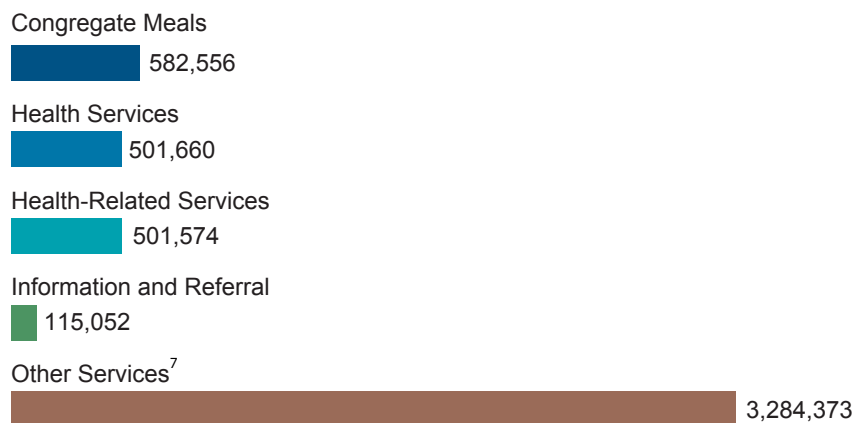 Congregate Meals
582,556
Health Services
501,660
Health-Related Services
501,574
Information and Referral
115,052
Other Services7
3,284,373